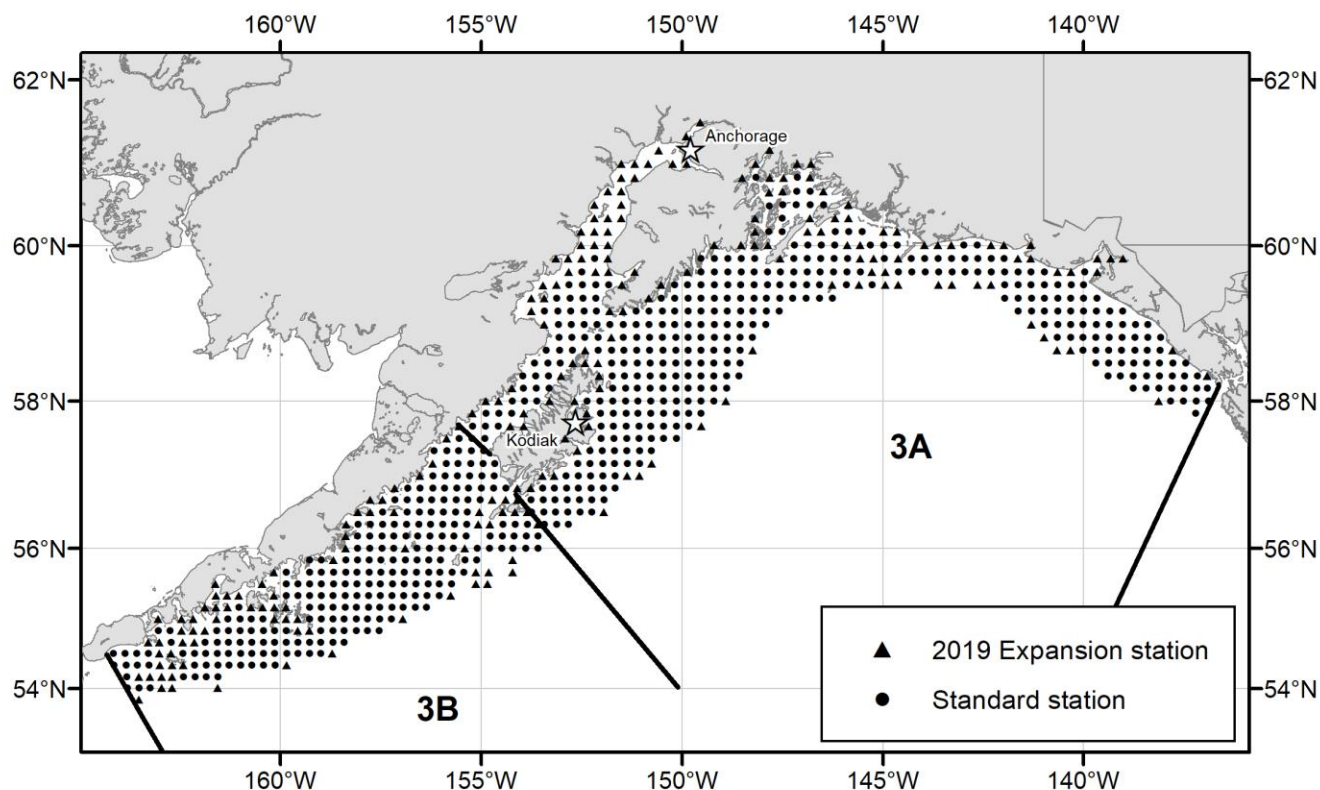 160°W 155°W 150°W 145°W 140°W
62°N 62°N
Anchorage
60°N 60°N
58°N 58°N
Kodiak
3A
56°N 56°N
2019 Expansion station
Standard station
54°N 54°N
3B
160°W 155°W 150°W 145°W 140°W